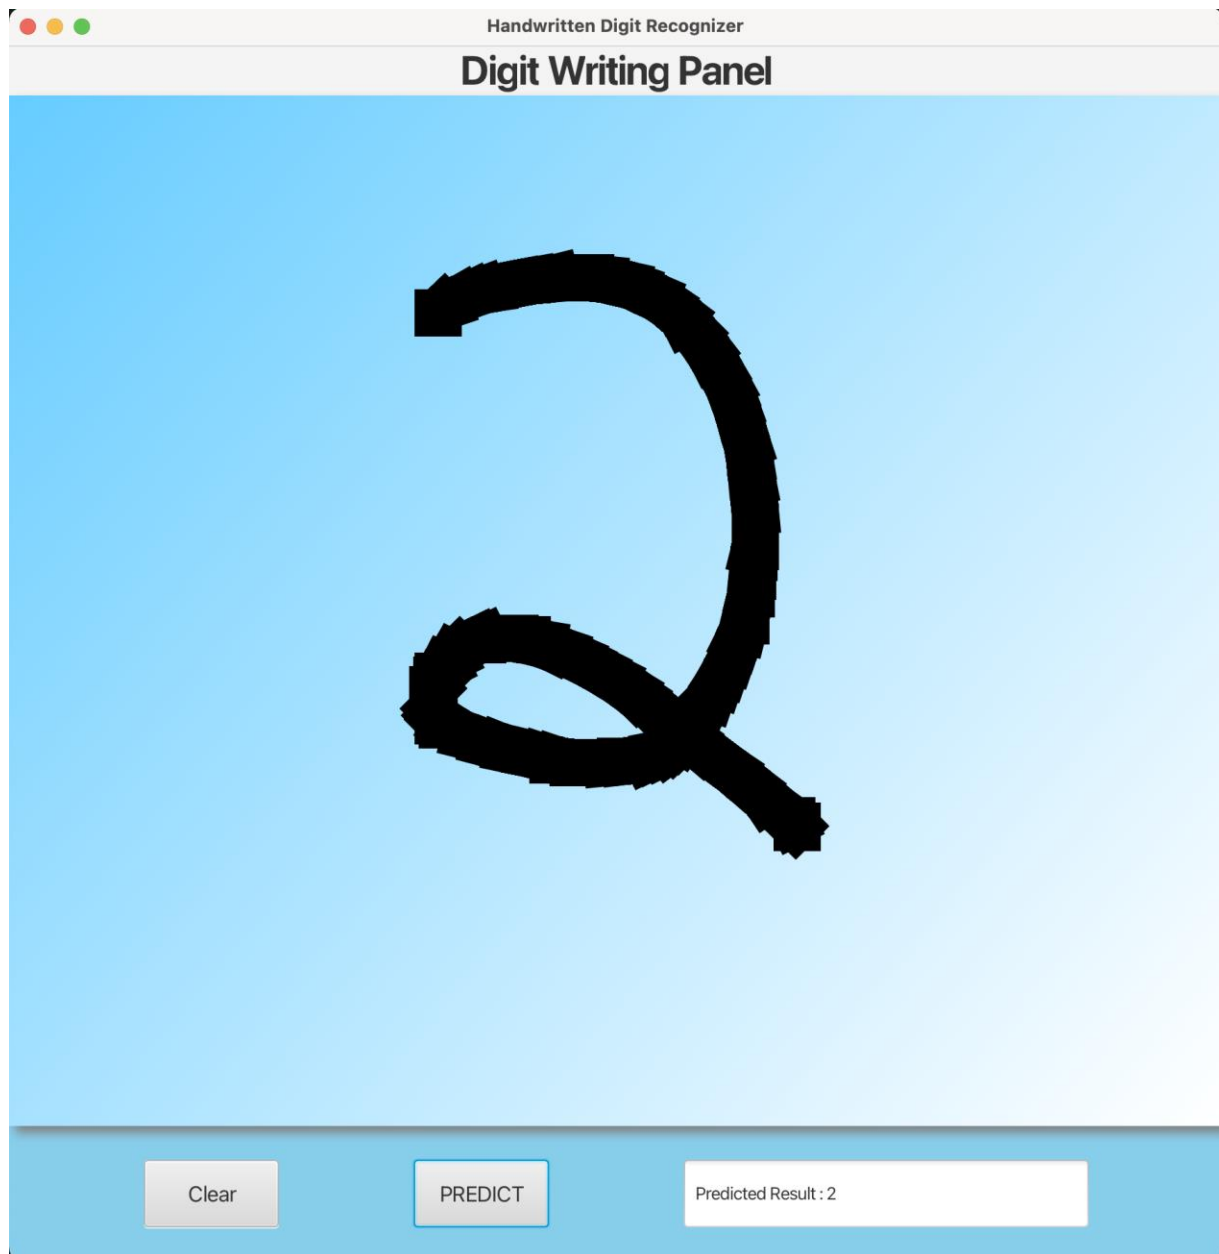 Handwritten Digit Recognizer
Digit Writing Panel
2
Clear
PREDICT
Predicted Result : 2